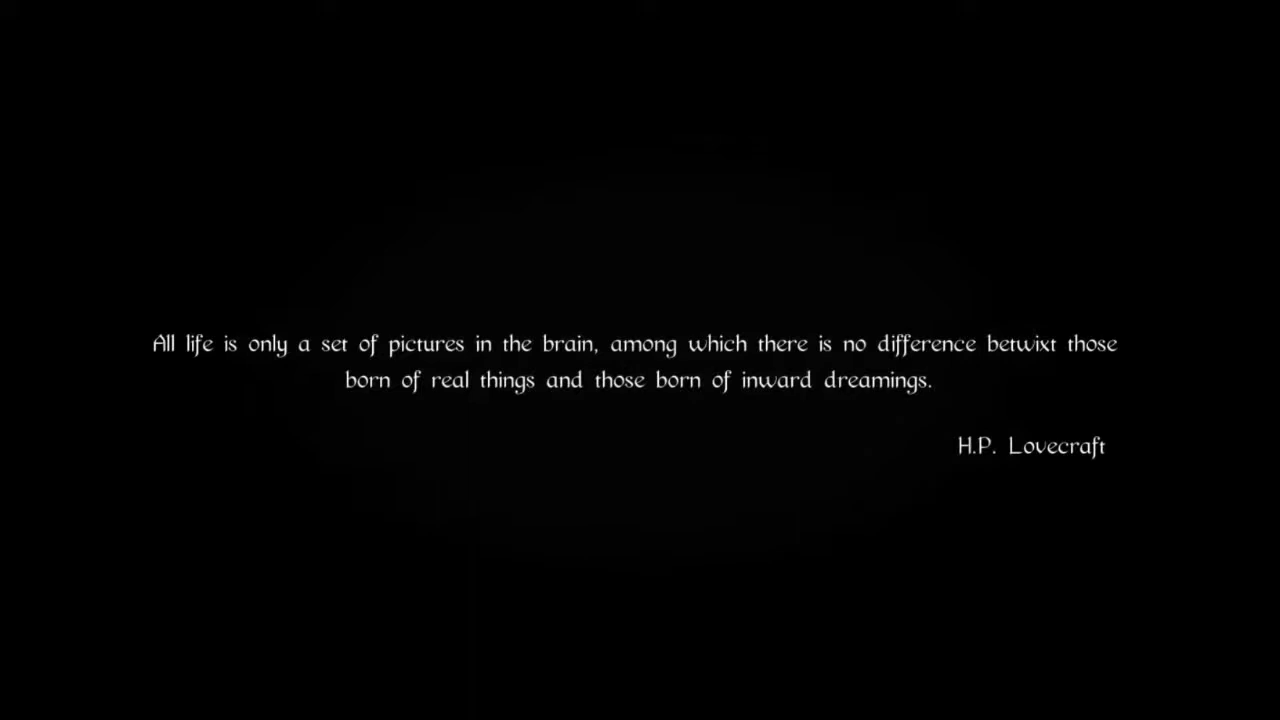 All life is only a set of pictures in the brain, among which there is no difference betwixt those
born of real things and those born of inward dreamings.
H.P. Lovecraft